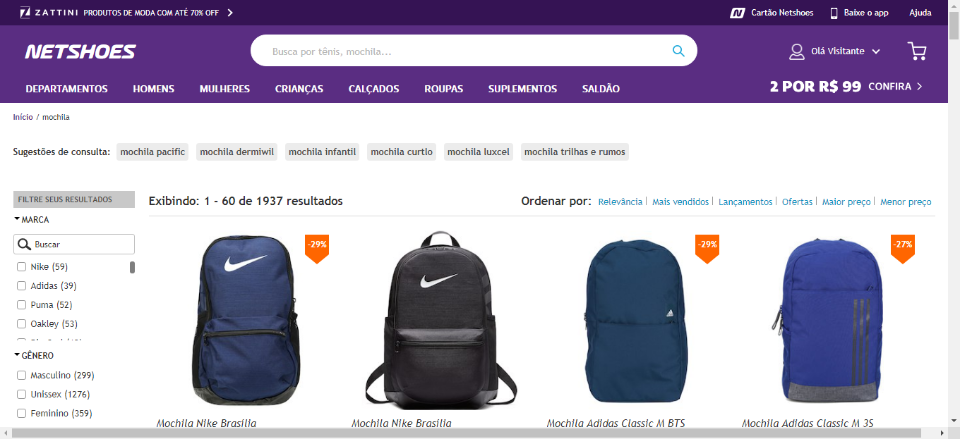 ZATTINI PRODUTOS DE MODA COM ATÉ 70% OFF
Cartão Netshoes Baixe o app Ajuda
NETSHOES
Busca por tênis, mochila...
Olá Visitante
DEPARTAMENTOS HOMENS MULHERES CRIANÇAS CALÇADOS ROUPAS SUPLEMENTOS SALDÃO
2 POR R$ 99 CONFIRA
Início / mochila
Sugestões de consulta: mochila pacific mochila dermiwil mochila infantil mochila curtlo mochila luxcel mochila trilhas e rumos
FILTRE SEUS RESULTADOS
Exibindo: 1 - 60 de 1937 resultados
Ordenar por: Relevância | Mais vendidos | Lançamentos | Ofertas | Maior preço | Menor preço
MARCA
Buscar
Nike (59)
Adidas (39)
Puma (52)
Oakley (53)
GÊNERO
Masculino (299)
Unissex (1276)
Feminino (359)
-29%
-29%
-27%
adidas
Mochila Nike Brasilia
Mochila Nike Brasilia
Mochila Adidas Classic M BTS
Mochila Adidas Classic M 3S